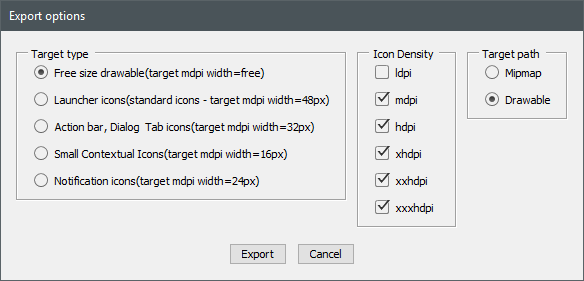 Export options
Target type
Free size drawable(target mdpi width=free)
Launcher icons(standard icons - target mdpi width=48px)
Action bar, Dialog  Tab icons(target mdpi width=32px)
Small Contextual Icons(target mdpi width=16px)
Notification icons(target mdpi width=24px)
Icon Density
ldpi
mdpi
hdpi
xhdpi
xxhdpi
xxxhdpi
Target path
Mipmap
Drawable
Export
Cancel